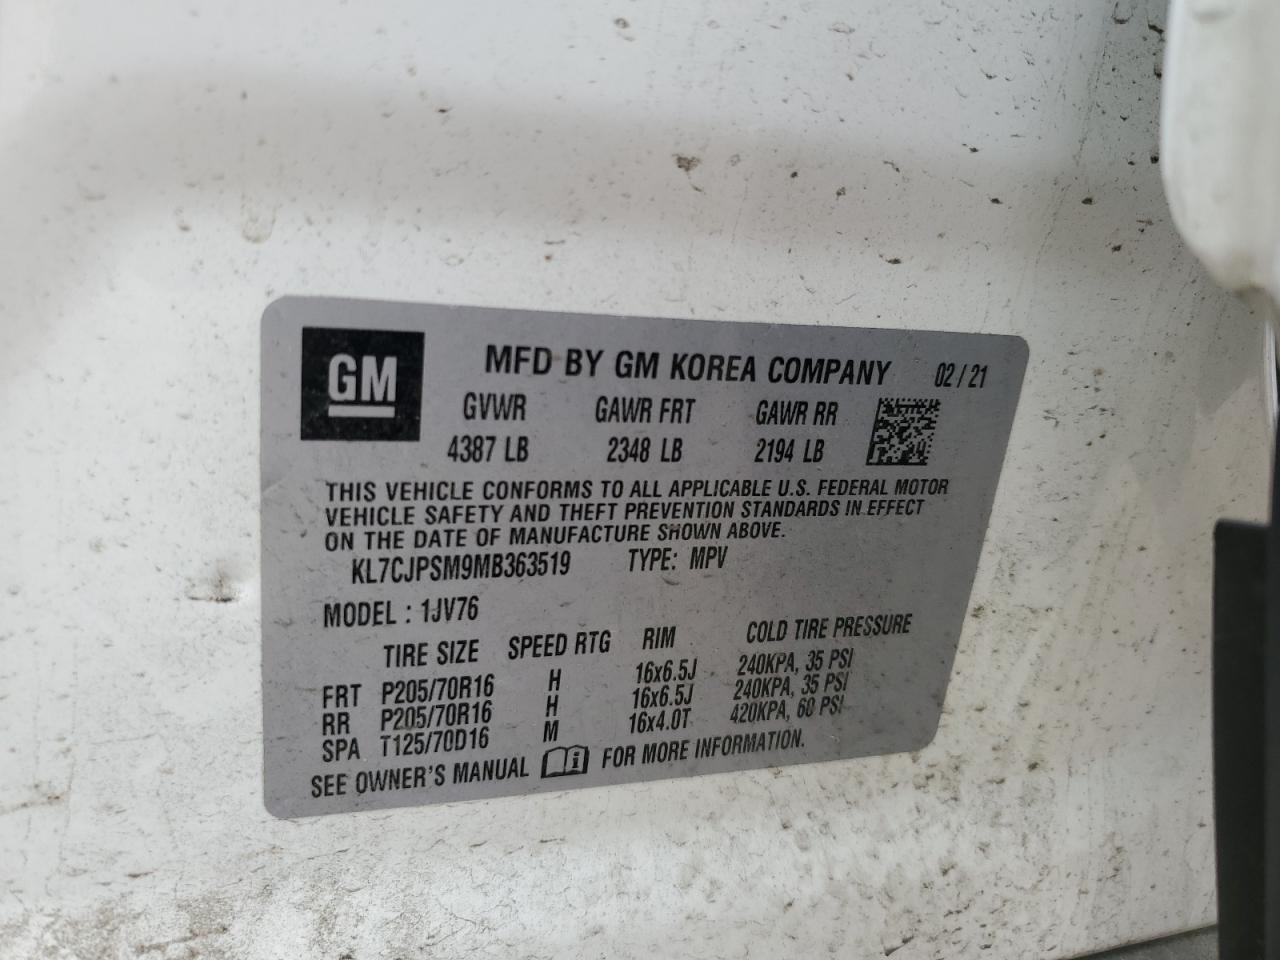 GM
MFD BY GM KOREA COMPANY 02/21
GVWR GAWR FRT GAWR RR
4387 LB 2348 LB 2194 LB
THIS VEHICLE CONFORMS TO ALL APPLICABLE U.S. FEDERAL MOTOR
VEHICLE SAFETY AND THEFT PREVENTION STANDARDS IN EFFECT
ON THE DATE OF MANUFACTURE SHOWN ABOVE.
KL7CJPSM9MB363519 TYPE: MPV
MODEL : 1JV76
TIRE SIZE SPEED RTG RIM COLD TIRE PRESSURE
FRT P205/70R16 H 16x6.5J 240KPA, 35 PSI
RR P205/70R16 H 16x6.5J 240KPA, 35 PSI
SPA T125/70D16 M 16x4.0T 420KPA, 60 PSI
SEE OWNER'S MANUAL i FOR MORE INFORMATION.